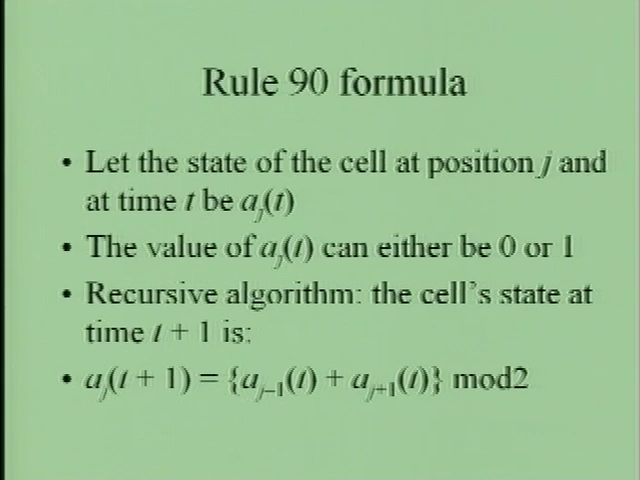 Rule 90 formula
• Let the state of the cell at position j and
at time t be aⱼ(t)
• The value of aⱼ(t) can either be 0 or 1
• Recursive algorithm: the cell's state at
time t + 1 is:
• aⱼ(t + 1) = {aⱼ₋₁(t) + aⱼ₊₁(t)} mod2